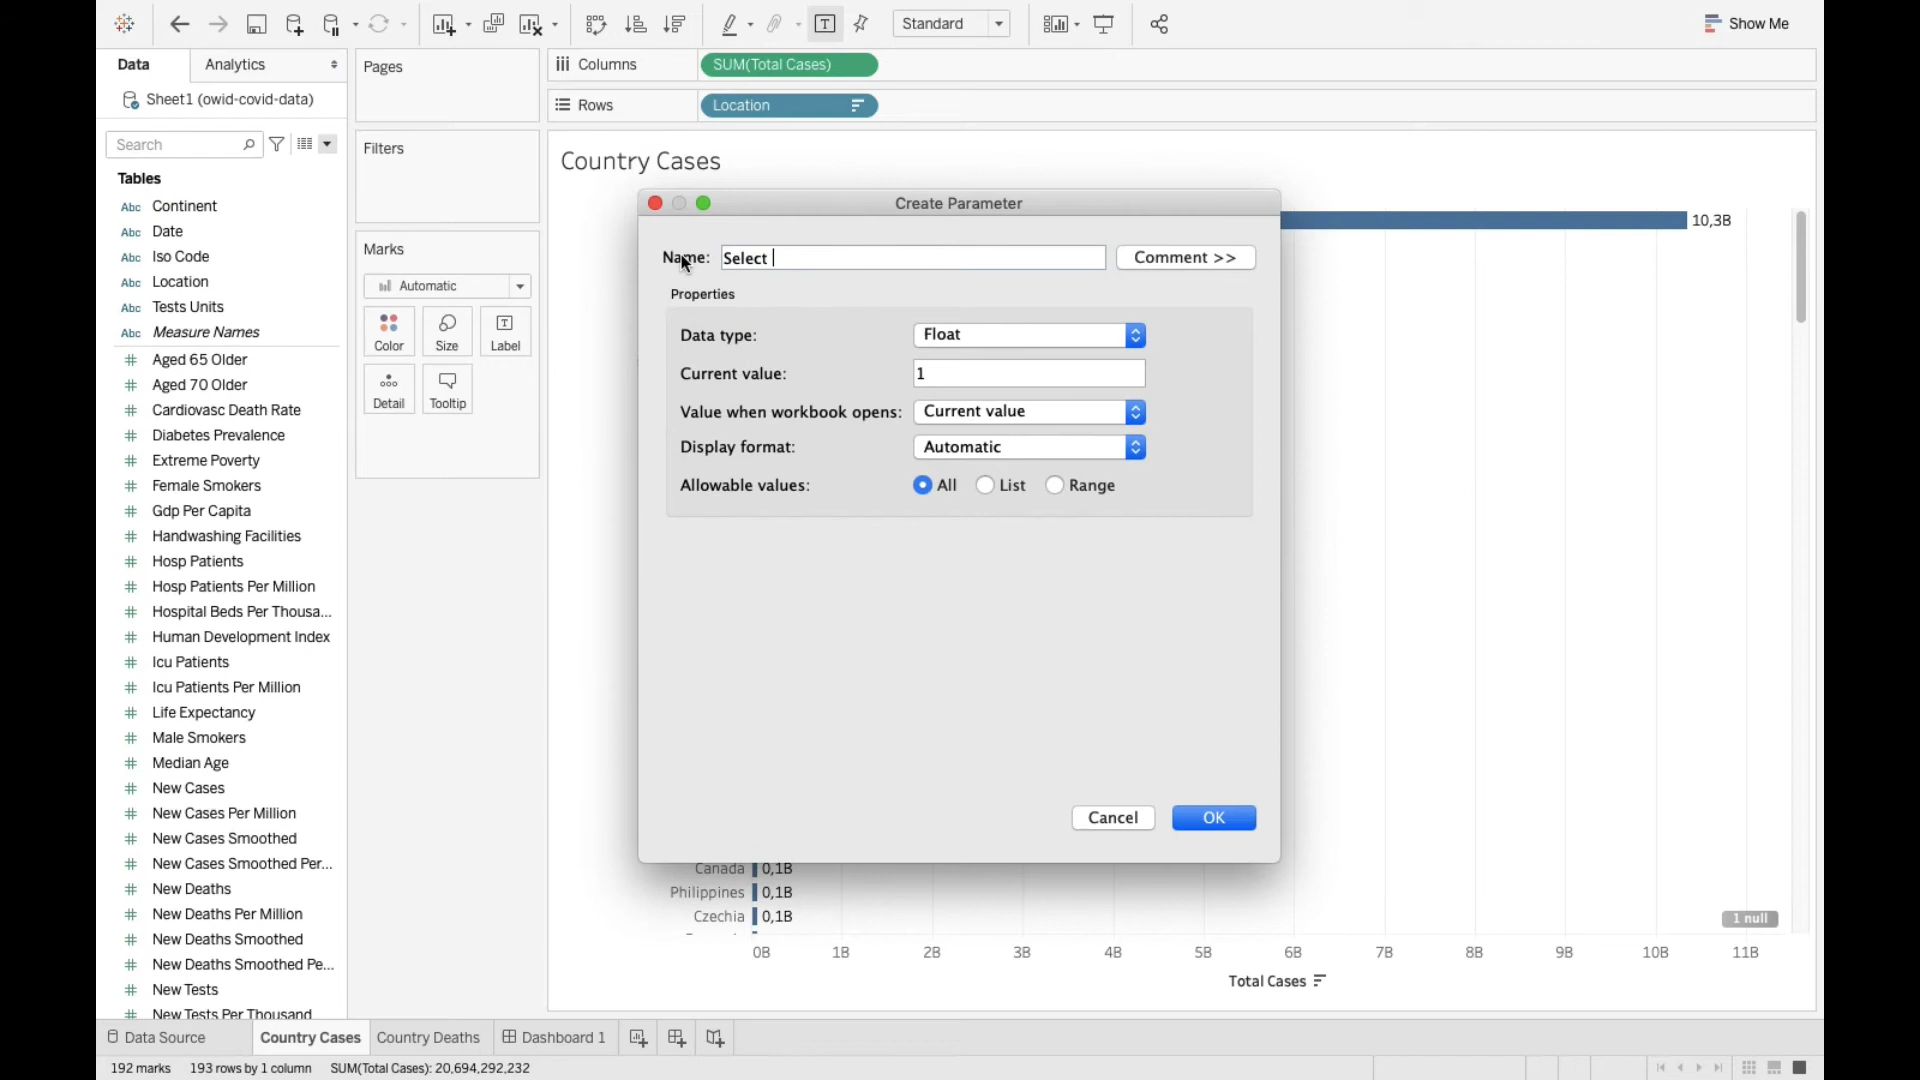 Standard
Show Me
Data
Analytics
Pages
Columns
SUM(Total Cases)
Sheet1 (owid-covid-data)
Rows
Location
Search
Filters
Country Cases
Tables
Abc Continent
Abc Date
Abc Iso Code
Abc Location
Abc Tests Units
Abc Measure Names
# Aged 65 Older
# Aged 70 Older
# Cardiovasc Death Rate
# Diabetes Prevalence
# Extreme Poverty
# Female Smokers
# Gdp Per Capita
# Handwashing Facilities
# Hosp Patients
# Hosp Patients Per Million
# Hospital Beds Per Thousa...
# Human Development Index
# Icu Patients
# Icu Patients Per Million
# Life Expectancy
# Male Smokers
# Median Age
# New Cases
# New Cases Per Million
# New Cases Smoothed
# New Cases Smoothed Per...
# New Deaths
# New Deaths Per Million
# New Deaths Smoothed
# New Deaths Smoothed Pe...
# New Tests
# New Tests Per Thousand
Marks
Automatic
Color
Size
T Label
Detail
Tooltip
Create Parameter
Name: Select
Comment >>
Properties
Data type: Float
Current value: 1
Value when workbook opens: Current value
Display format: Automatic
Allowable values: All List Range
Cancel
OK
10,3B
Canada 0,1B
Philippines 0,1B
Czechia 0,1B
1 null
0B 1B 2B 3B 4B 5B 6B 7B 8B 9B 10B 11B
Total Cases
Data Source
Country Cases
Country Deaths
Dashboard 1
192 marks
193 rows by 1 column
SUM(Total Cases): 20,694,292,232